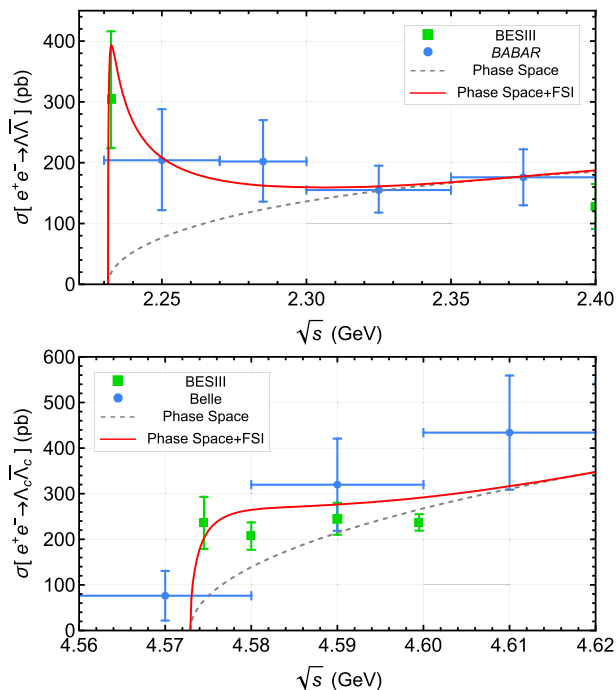 σ[ e⁺e⁻→ΛΛ̅] (pb)
400
300
200
100
0
BESIII
BABAR
Phase Space
Phase Space+FSI
2.25 2.30 2.35 2.40
√s (GeV)
σ[ e⁺e⁻→Λ_cΛ̅_c] (pb)
600
500
400
300
200
100
0
BESIII
Belle
Phase Space
Phase Space+FSI
4.56 4.57 4.58 4.59 4.60 4.61 4.62
√s (GeV)